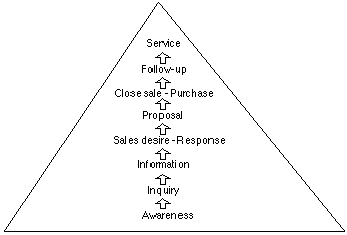 Service
Follow-up
Close sale - Purchase
Proposal
Sales desire - Response
Information
Inquiry
Awareness